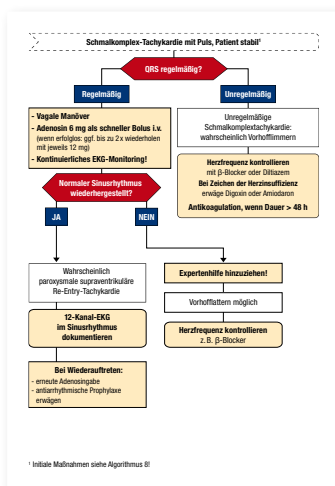 Schmalkomplex-Tachykardie mit Puls, Patient stabil¹
QRS regelmäßig?
Regelmäßig
Unregelmäßig
- Vagale Manöver
- Adenosin 6 mg als schneller Bolus i.v.
(wenn erfolglos: ggf. bis zu 2x wiederholen
mit jeweils 12 mg)
- Kontinuierliches EKG-Monitoring!
Unregelmäßige
Schmalkomplextachykardie:
wahrscheinlich Vorhofflimmern
Herzfrequenz kontrollieren
mit β-Blocker oder Diltiazem
Bei Zeichen der Herzinsuffizienz
erwäge Digoxin oder Amiodaron
Antikoagulation, wenn Dauer > 48 h
Normaler Sinusrhythmus
wiederhergestellt?
JA
NEIN
Wahrscheinlich
paroxysmale supraventrikuläre
Re-Entry-Tachykardie
Expertenhilfe hinzuziehen!
Vorhofflattern möglich
12-Kanal-EKG
im Sinusrhythmus
dokumentieren
Herzfrequenz kontrollieren
z.B. β-Blocker
Bei Wiederauftreten:
- erneute Adenosingabe
- antiarrhythmische Prophylaxe
erwägen
¹ Initiale Maßnahmen siehe Algorithmus 8!